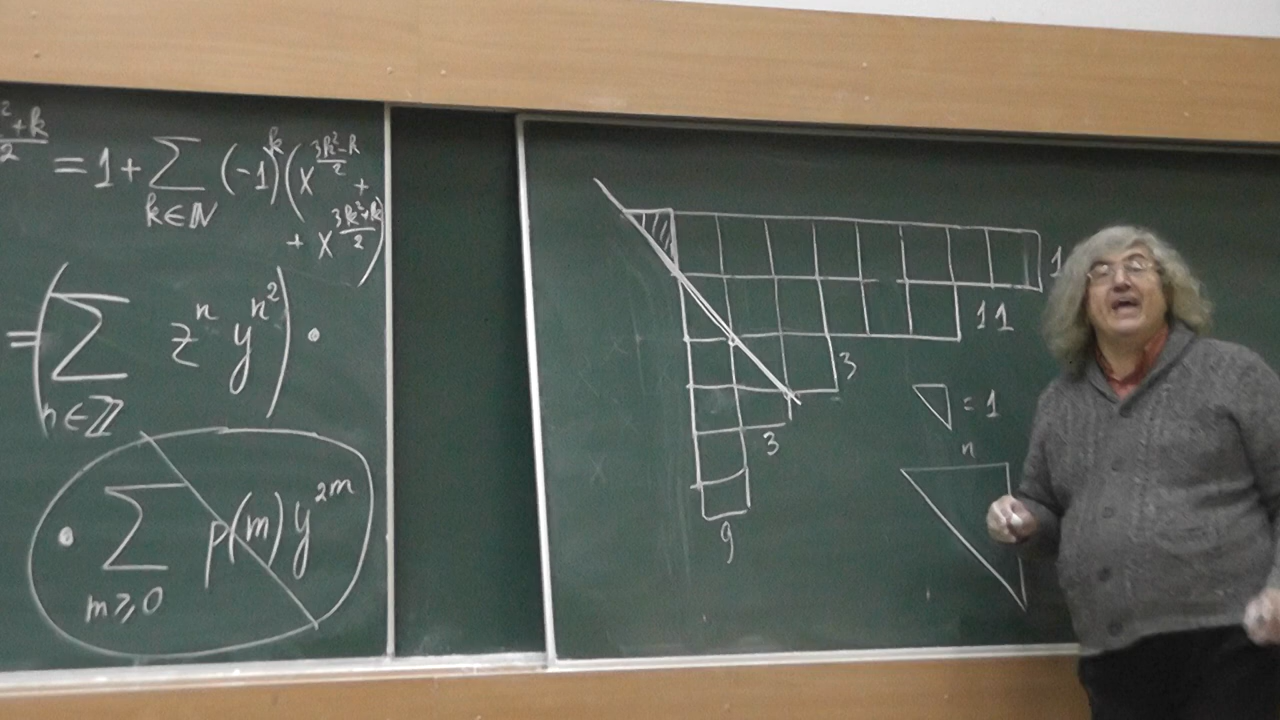 ²+k/2 = 1 + ∑ k∈ℕ (-1)^k (x^((3k²-k)/2) +
+ x^((3k²+k)/2))
= (∑ n∈ℤ z^n y^(n²)) •
• ∑ m⩾0 p(m) y^(2m)
1
11
3
3
9
= 1
n